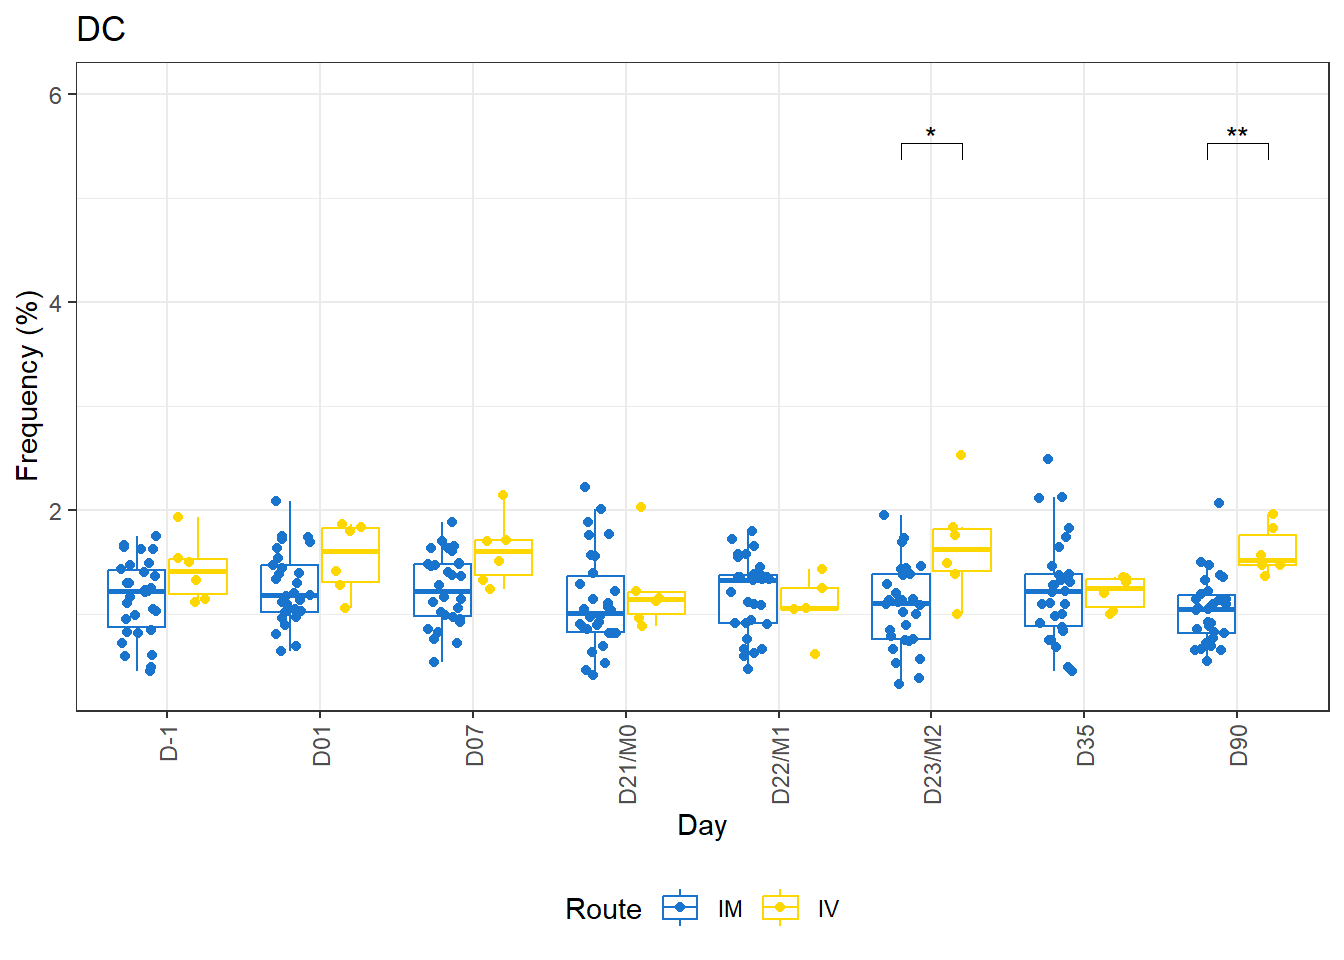 DC
Frequency (%)
6
4
2
*
**
D-1
D01
D07
D21/M0
D22/M1
D23/M2
D35
D90
Day
Route IM IV